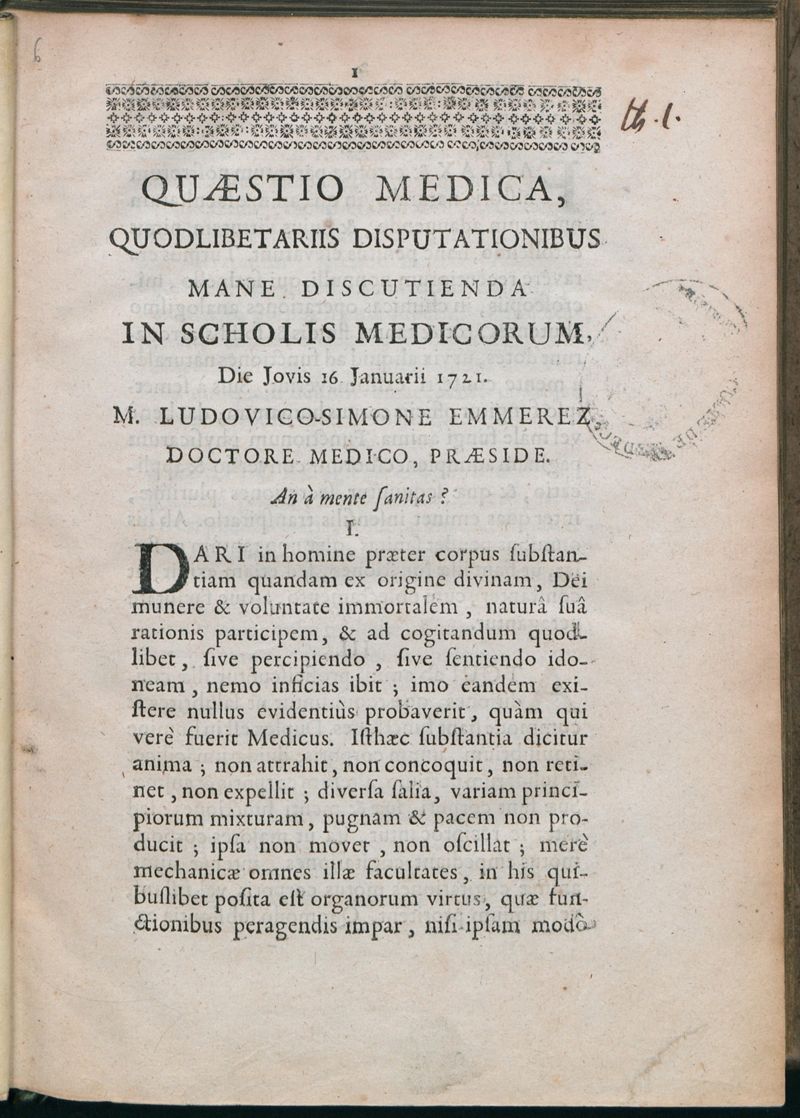 6
1
th. 1.
QUÆSTIO MEDICA,
QUODLIBETARIIS DISPUTATIONIBUS
MANE DISCUTIENDA
IN SCHOLIS MEDICORUM,
Die Jovis 16 Januarii 1721.
M. LUDOVICO-SIMONE EMMEREZ,
DOCTORE MEDICO, PRÆSIDE.
An à mente ſanitas ?
I.
DARI in homine præter corpus ſubſtan-
tiam quandam ex origine divinam, Dei
munere & voluntate immortalem , naturâ ſuâ
rationis participem, & ad cogitandum quod-
libet, ſive percipiendo , ſive ſentiendo ido-
neam , nemo inficias ibit ; imo eandem exi-
ſtere nullus evidentiùs probaverit, quàm qui
verè fuerit Medicus. Iſthæc ſubſtantia dicitur
anima ; non attrahit, non concoquit, non reti-
net , non expellit ; diverſa ſalia, variam princi-
piorum mixturam, pugnam & pacem non pro-
ducit ; ipſa non movet , non oſcillat ; merè
mechanicæ omnes illæ facultates, in his qui-
buſlibet poſita eſt organorum virtus, quæ fun-
ctionibus peragendis impar, niſi ipſam modò